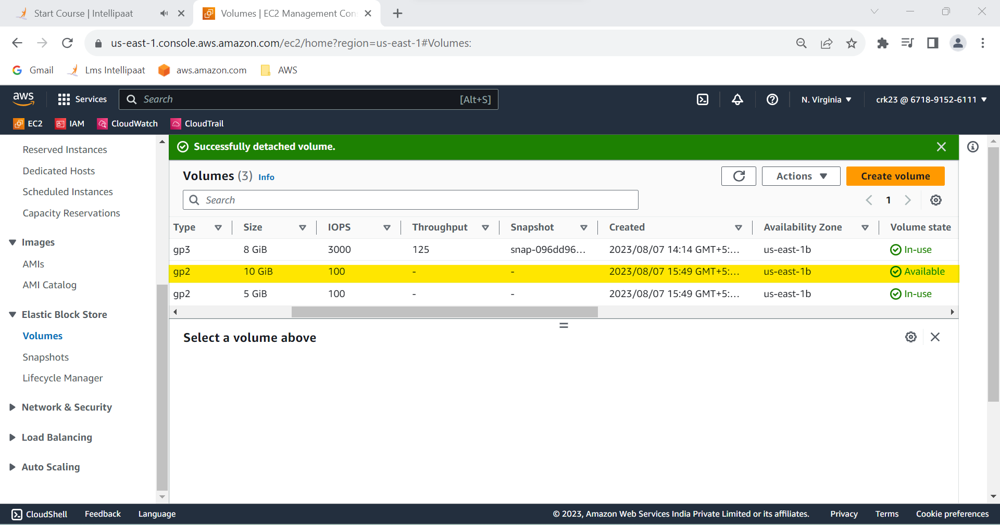 Start Course | Intellipaat
Volumes | EC2 Management Con
us-east-1.console.aws.amazon.com/ec2/home?region=us-east-1#Volumes:
Gmail Lms Intellipaat aws.amazon.com AWS
aws Services Search [Alt+S] N. Virginia crk23 @ 6718-9152-6111
EC2 IAM CloudWatch CloudTrail
Reserved Instances
Dedicated Hosts
Scheduled Instances
Capacity Reservations
Images
AMIs
AMI Catalog
Elastic Block Store
Volumes
Snapshots
Lifecycle Manager
Network & Security
Load Balancing
Auto Scaling
Successfully detached volume.
Volumes (3) Info Actions Create volume
Search 1
Type Size IOPS Throughput Snapshot Created Availability Zone Volume state
gp3 8 GiB 3000 125 snap-096dd96... 2023/08/07 14:14 GMT+5:... us-east-1b In-use
gp2 10 GiB 100 - - 2023/08/07 15:49 GMT+5:... us-east-1b Available
gp2 5 GiB 100 - - 2023/08/07 15:49 GMT+5:... us-east-1b In-use
Select a volume above
CloudShell Feedback Language © 2023, Amazon Web Services India Private Limited or its affiliates. Privacy Terms Cookie preferences